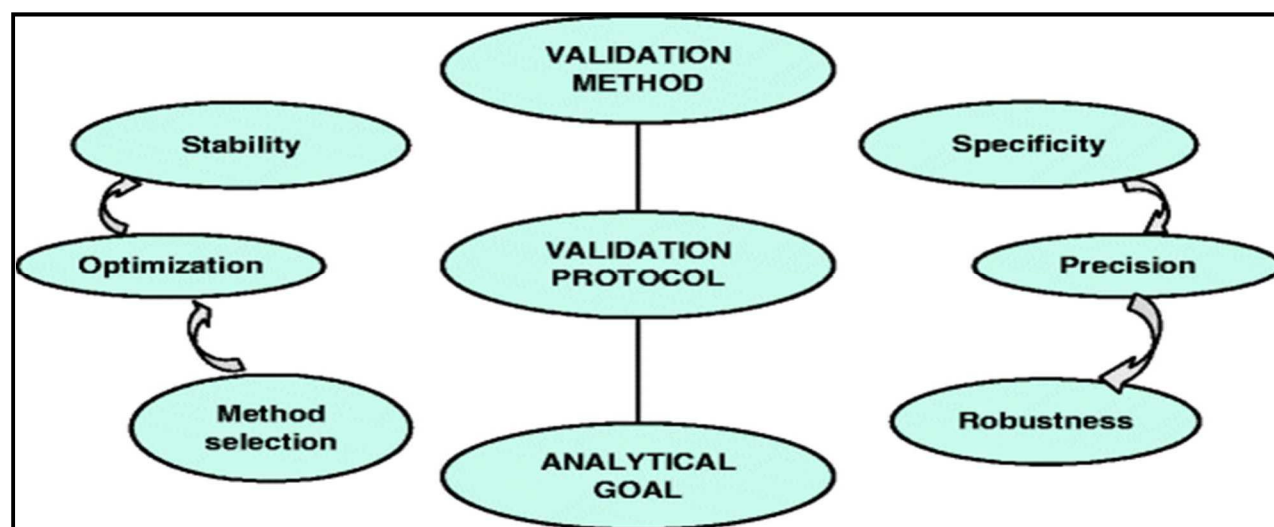 VALIDATION
METHOD
Stability
Specificity
Optimization
VALIDATION
PROTOCOL
Precision
Method
selection
Robustness
ANALYTICAL
GOAL